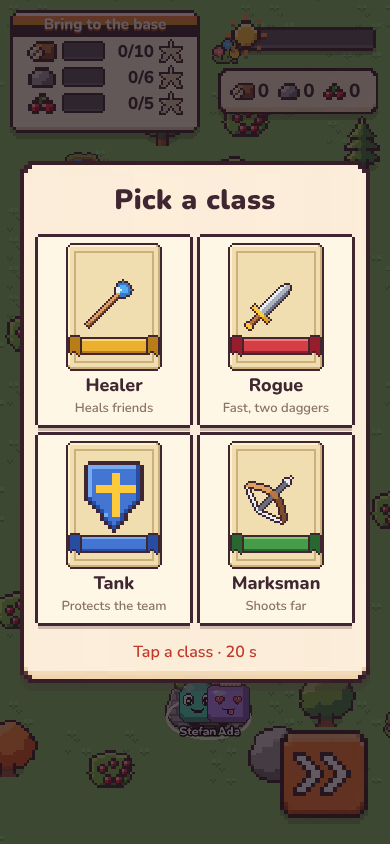 Bring to the base
0/10
0/6
0/5
0 0 0
Pick a class
Healer
Heals friends
Rogue
Fast, two daggers
Tank
Protects the team
Marksman
Shoots far
Tap a class · 20 s
Stefan Ada